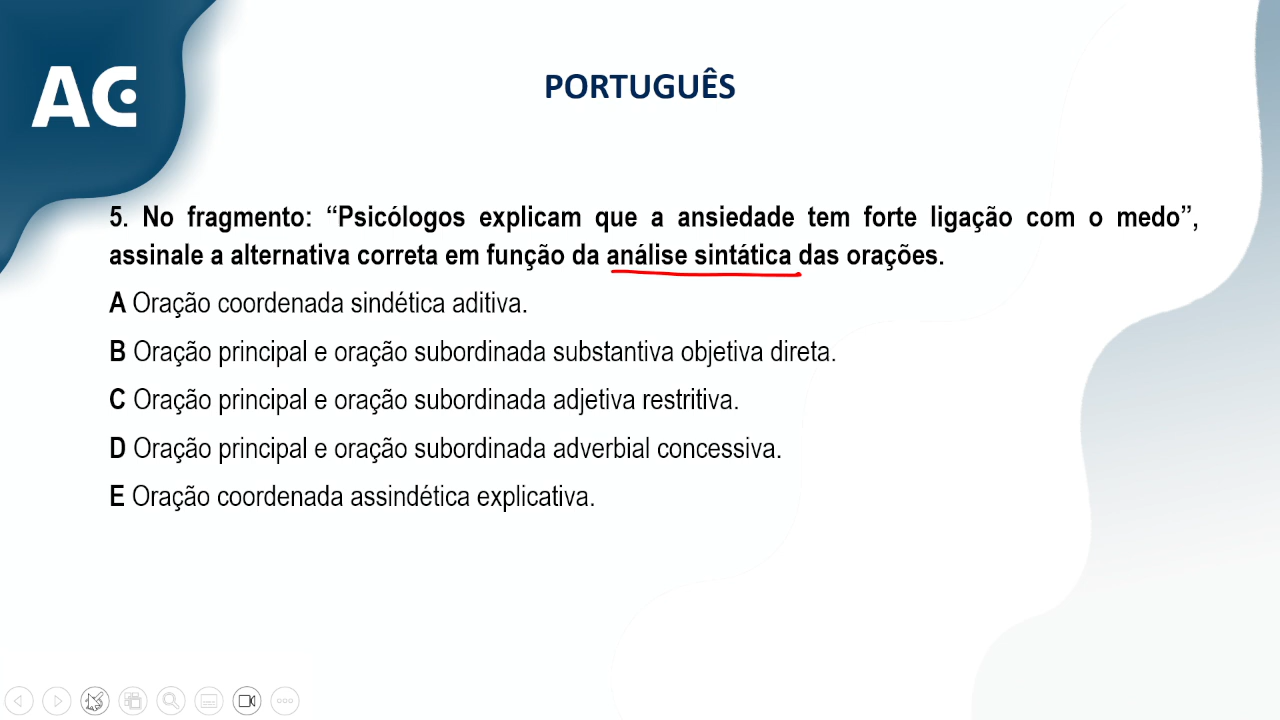 AC
PORTUGUÊS
5. No fragmento: “Psicólogos explicam que a ansiedade tem forte ligação com o medo”,
assinale a alternativa correta em função da análise sintática das orações.
A Oração coordenada sindética aditiva.
B Oração principal e oração subordinada substantiva objetiva direta.
C Oração principal e oração subordinada adjetiva restritiva.
D Oração principal e oração subordinada adverbial concessiva.
E Oração coordenada assindética explicativa.